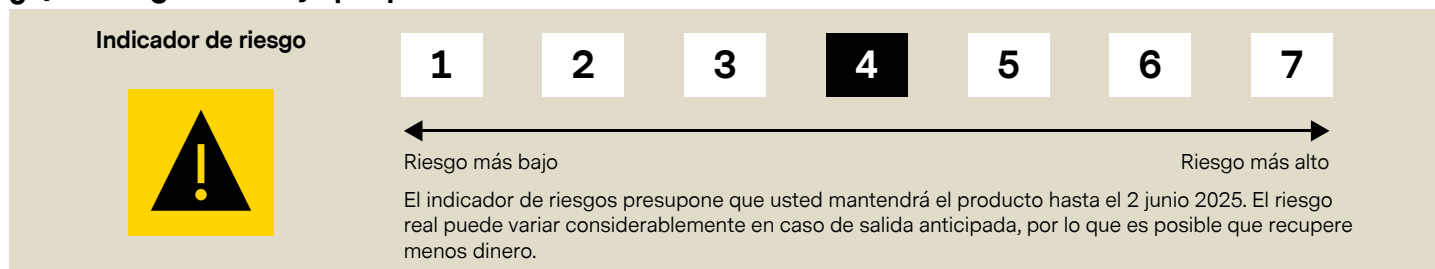 Indicador de riesgo
1 2 3 4 5 6 7
Riesgo más bajo Riesgo más alto
El indicador de riesgos presupone que usted mantendrá el producto hasta el 2 junio 2025. El riesgo
real puede variar considerablemente en caso de salida anticipada, por lo que es posible que recupere
menos dinero.